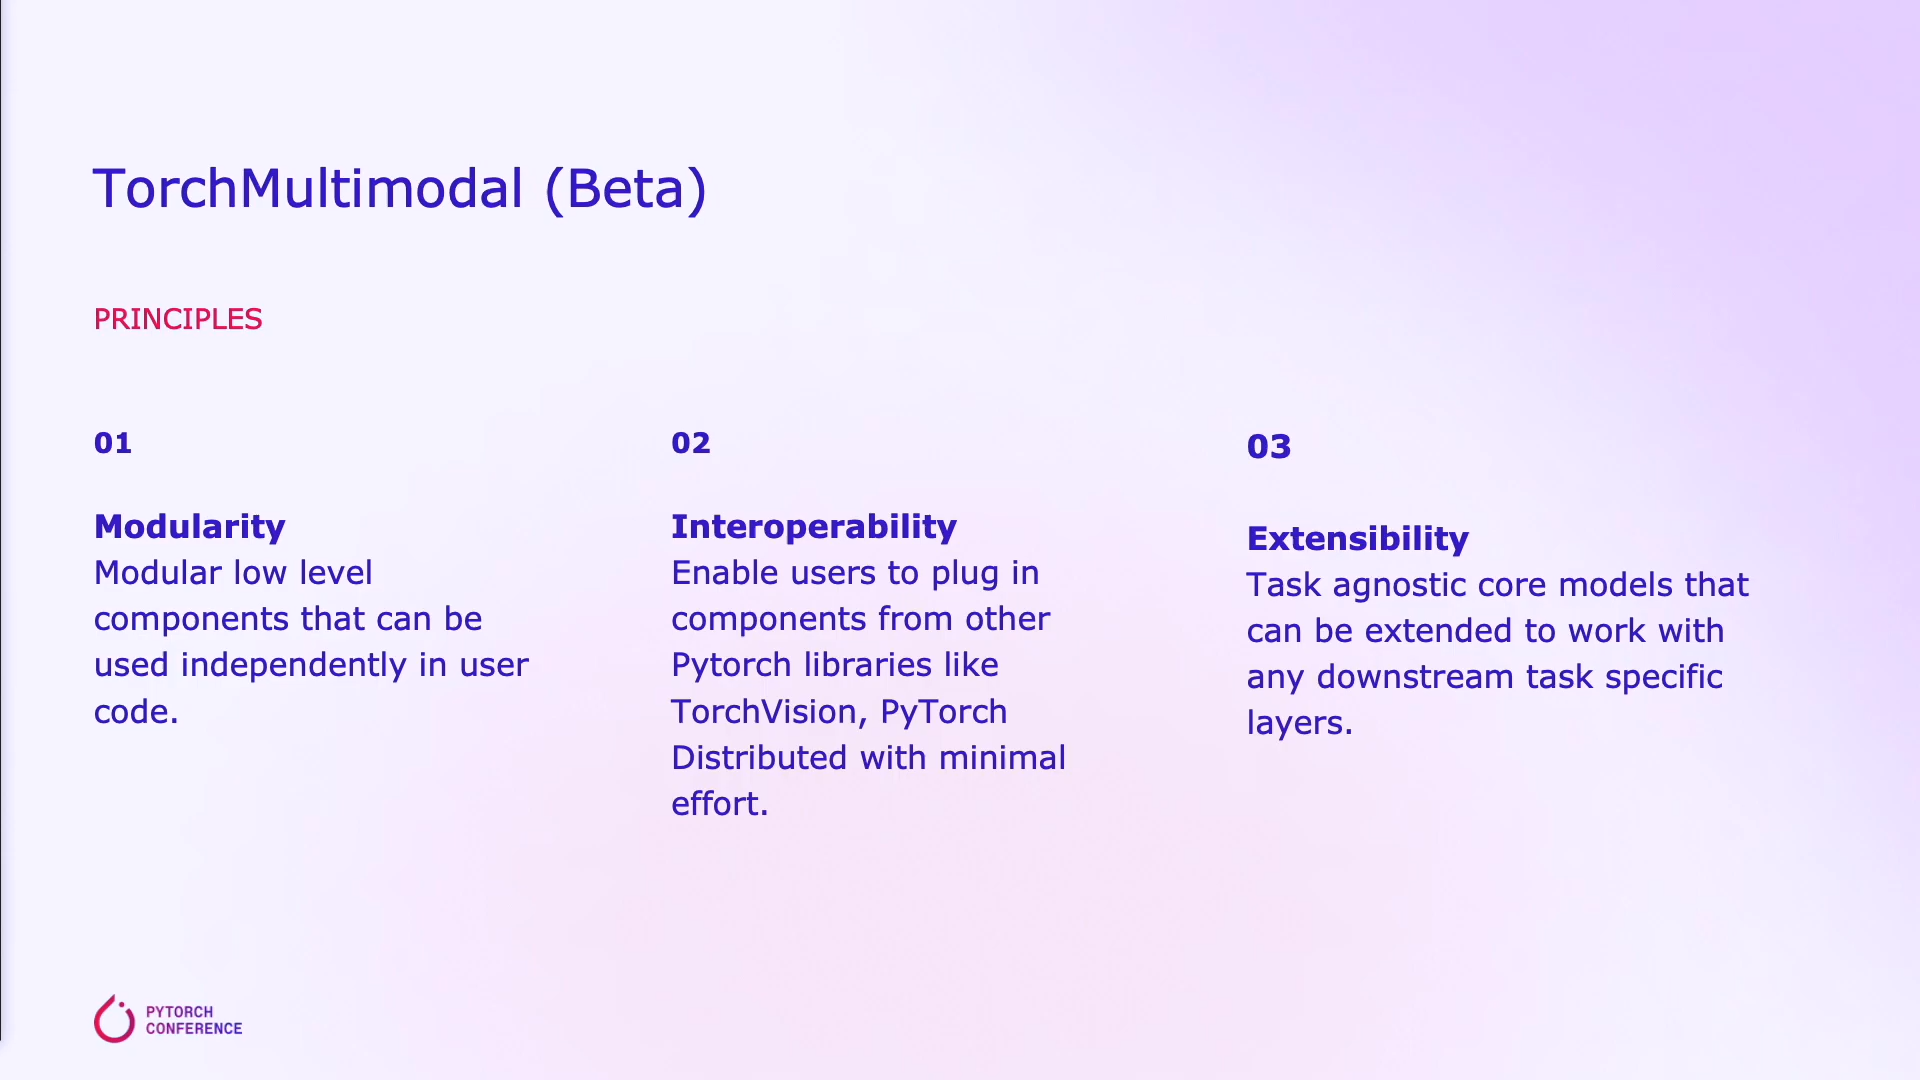 TorchMultimodal (Beta)
PRINCIPLES
01
Modularity
Modular low level
components that can be
used independently in user
code.
02
Interoperability
Enable users to plug in
components from other
Pytorch libraries like
TorchVision, PyTorch
Distributed with minimal
effort.
03
Extensibility
Task agnostic core models that
can be extended to work with
any downstream task specific
layers.
PYTORCH
CONFERENCE